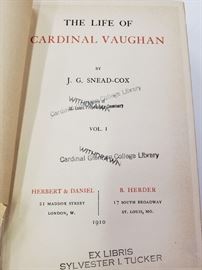 THE LIFE OF
CARDINAL VAUGHAN
BY
J. G. SNEAD-COX
WITHDRAWN
Cardinal Glennon College Library
VOL. I
WITHDRAWN
Cardinal Glennon College Library
HERBERT & DANIEL
B. HERDER
21 MADDOX STREET
17 SOUTH BROADWAY
LONDON, W.
ST. LOUIS, MO.
1910
EX LIBRIS
SYLVESTER I. TUCKER